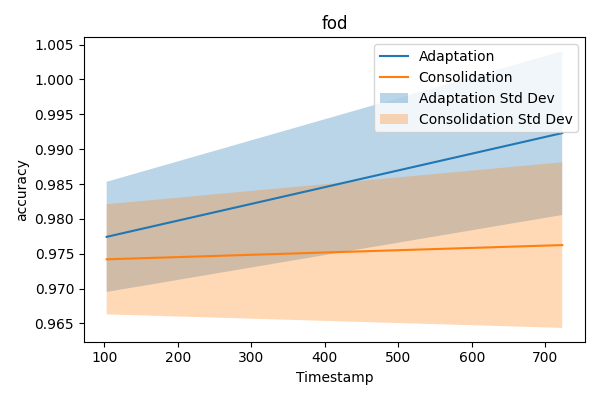 fod
1.005
1.000
0.995
0.990
0.985
0.980
0.975
0.970
0.965
accuracy
Adaptation
Consolidation
Adaptation Std Dev
Consolidation Std Dev
100 200 300 400 500 600 700
Timestamp